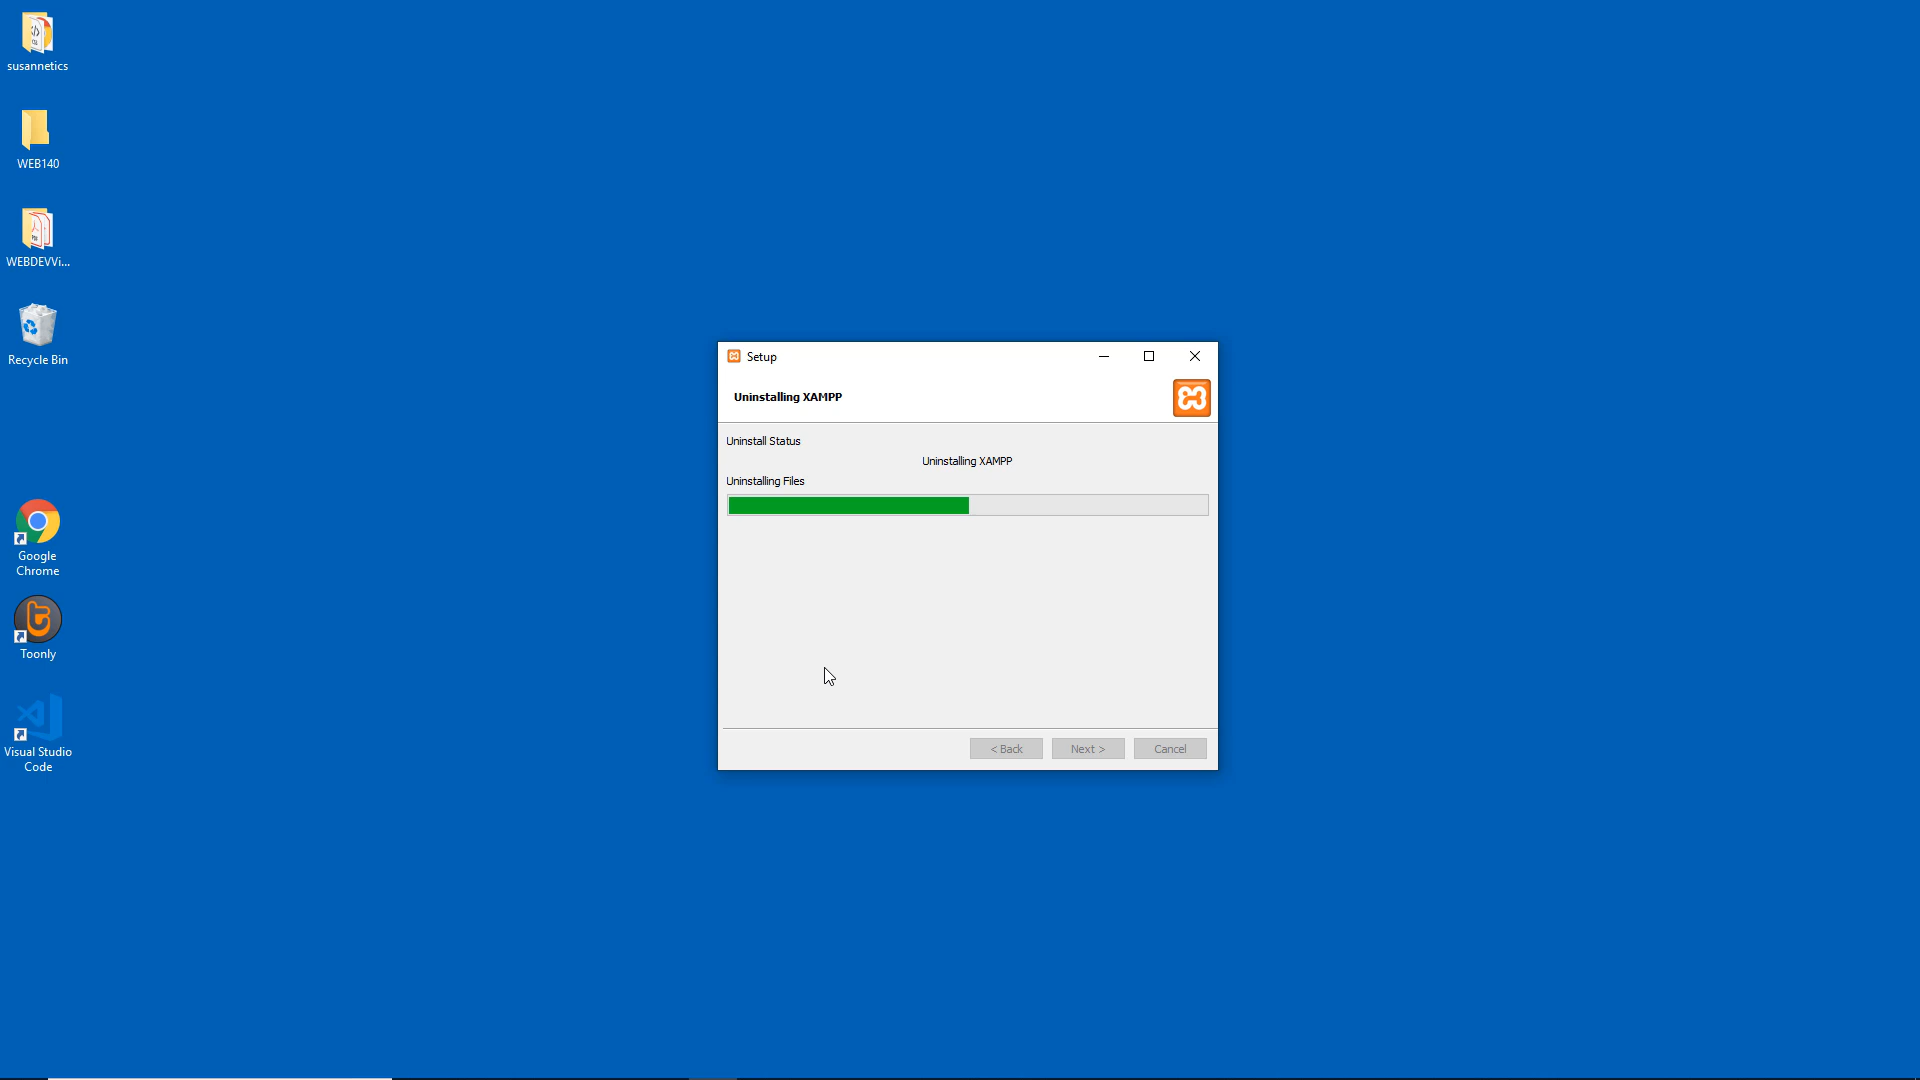 susannetics
WEB140
WEBDEVVi...
Recycle Bin
Google
Chrome
Toonly
Visual Studio
Code
Setup
Uninstalling XAMPP
Uninstall Status
Uninstalling XAMPP
Uninstalling Files
< Back
Next >
Cancel